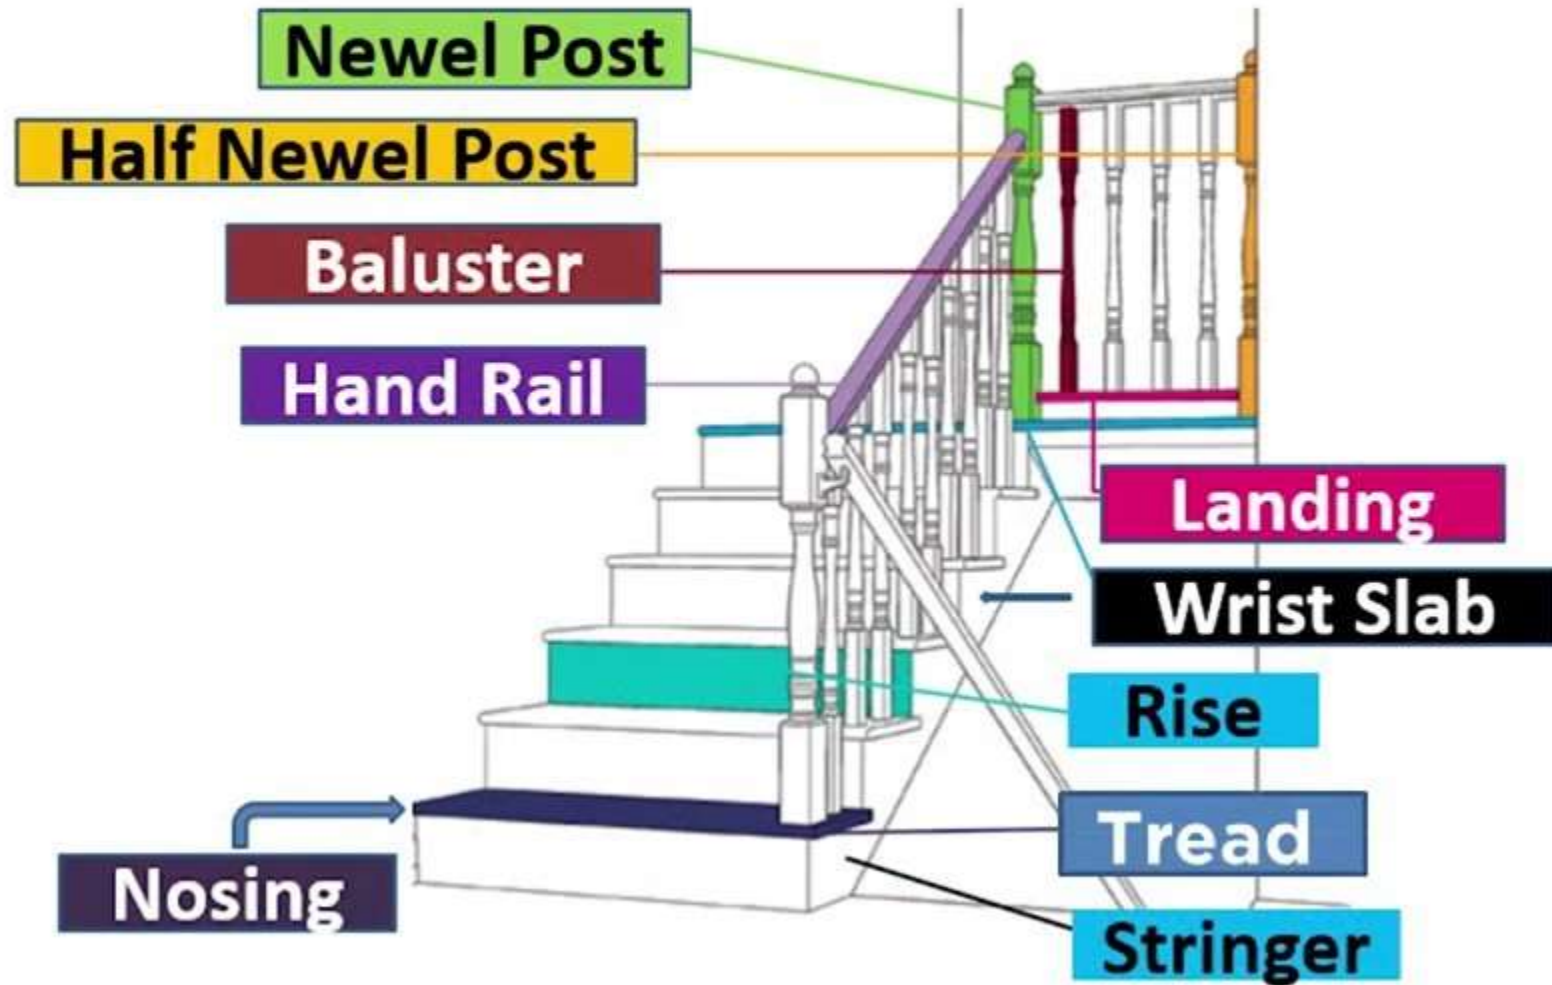 Newel Post
Half Newel Post
Baluster
Hand Rail
Landing
Wrist Slab
Rise
Tread
Nosing
Stringer